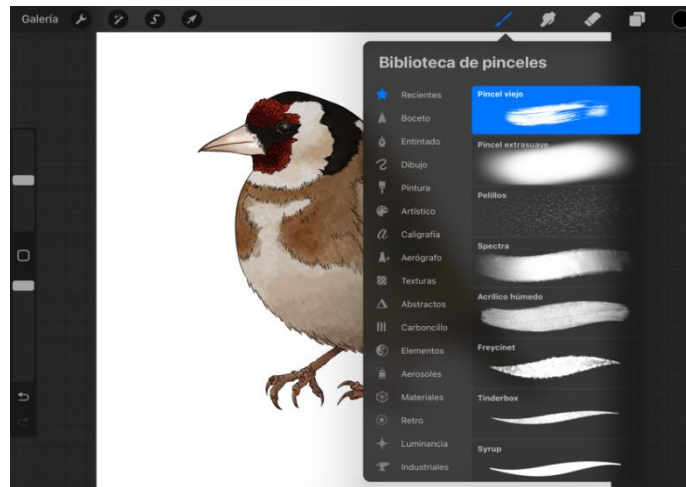 Galería
Biblioteca de pinceles
Recientes
Boceto
Entintado
Dibujo
Pintura
Artístico
Caligrafía
Aerógrafo
Texturas
Abstractos
Carboncillo
Elementos
Aerosoles
Materiales
Retro
Luminancia
Industriales
Pincel viejo
Pincel extrasuave
Pelillos
Spectra
Acrílico húmedo
Freycinet
Tinderbox
Syrup